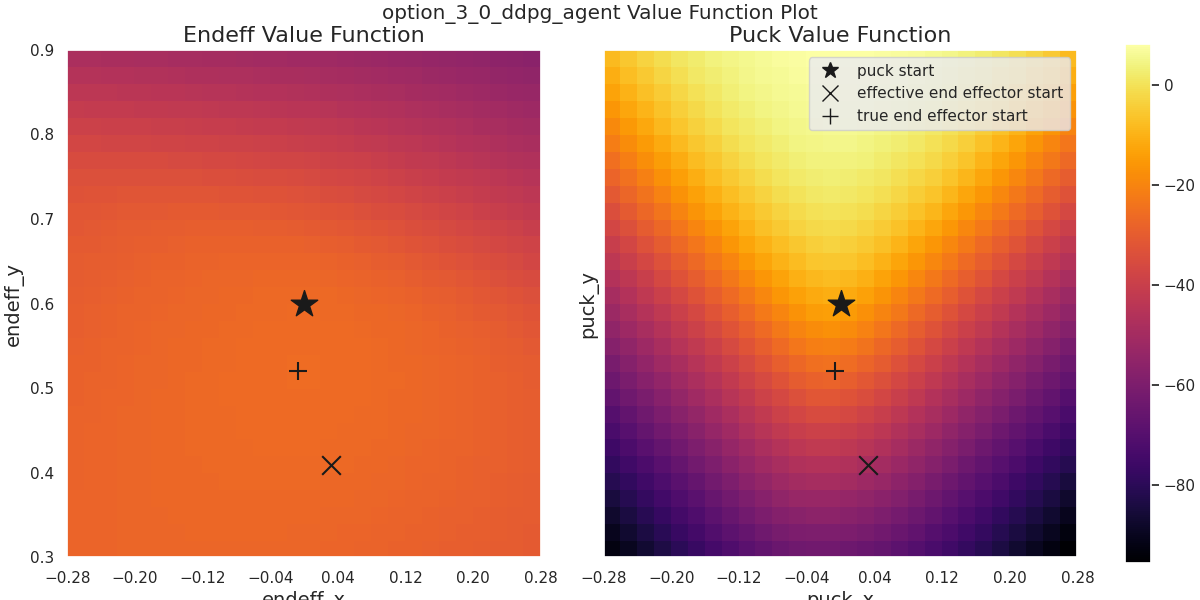 option_3_0_ddpg_agent Value Function Plot
Endeff Value Function
Puck Value Function
0.9
0.8
0.7
0.6
0.5
0.4
0.3
endeff_y
−0.28 −0.20 −0.12 −0.04 0.04 0.12 0.20 0.28
endeff_x
puck_y
puck start
effective end effector start
true end effector start
−0.28 −0.20 −0.12 −0.04 0.04 0.12 0.20 0.28
puck_x
0
−20
−40
−60
−80